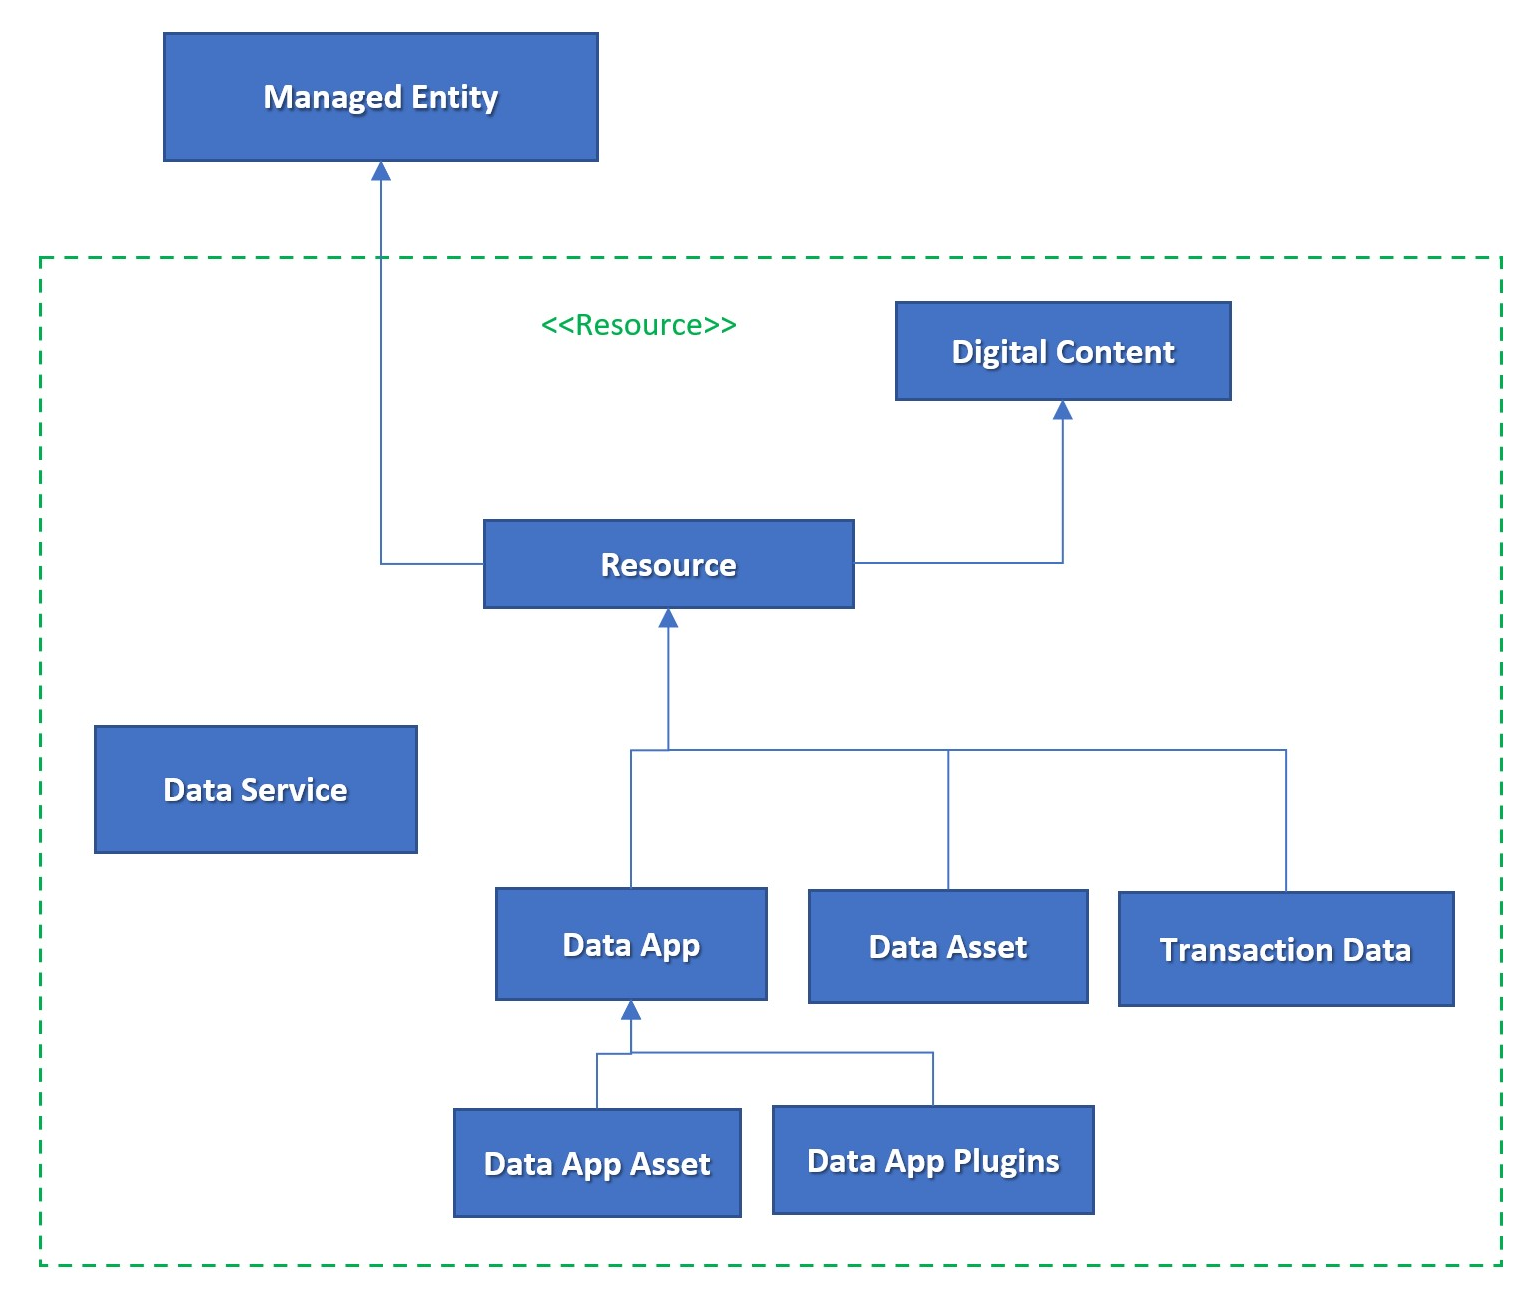 Managed Entity
<<Resource>>
Digital Content
Resource
Data Service
Data App
Data Asset
Transaction Data
Data App Asset
Data App Plugins